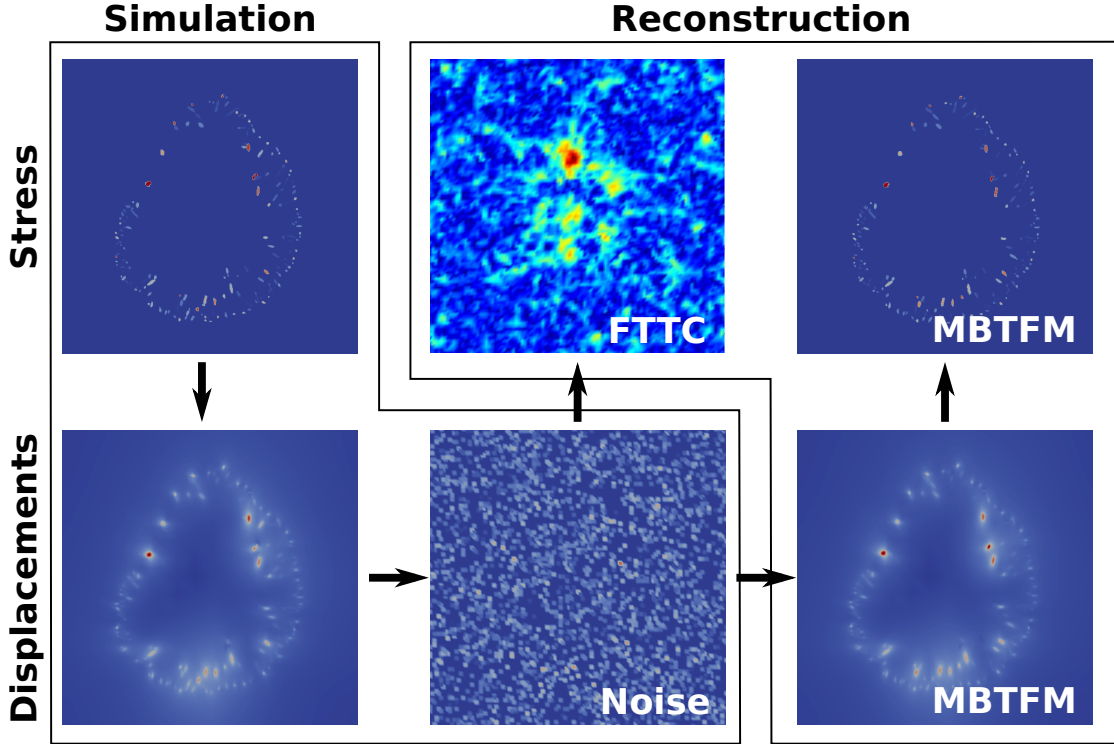 Simulation
Reconstruction
Stress
FTTC
MBTFM
Displacements
Noise
MBTFM